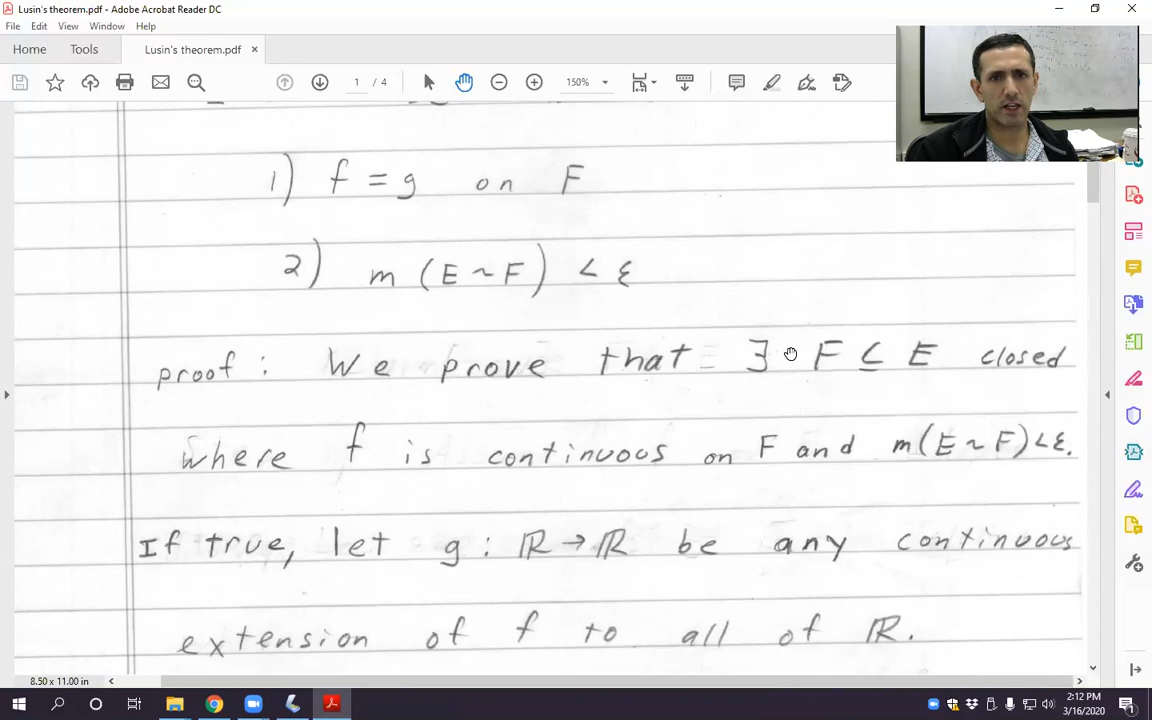 Lusin's theorem.pdf - Adobe Acrobat Reader DC
File Edit View Window Help
Home Tools Lusin's theorem.pdf ×
1 / 4 150%
1) f = g on F
2) m (E ~ F) < ε
proof : We prove that ∃ F ⊆ E closed
where f is continuous on F and m(E ~ F) < ε.
If true, let g : ℝ → ℝ be any continuous
extension of f to all of ℝ.
8.50 x 11.00 in
2:12 PM
3/16/2020